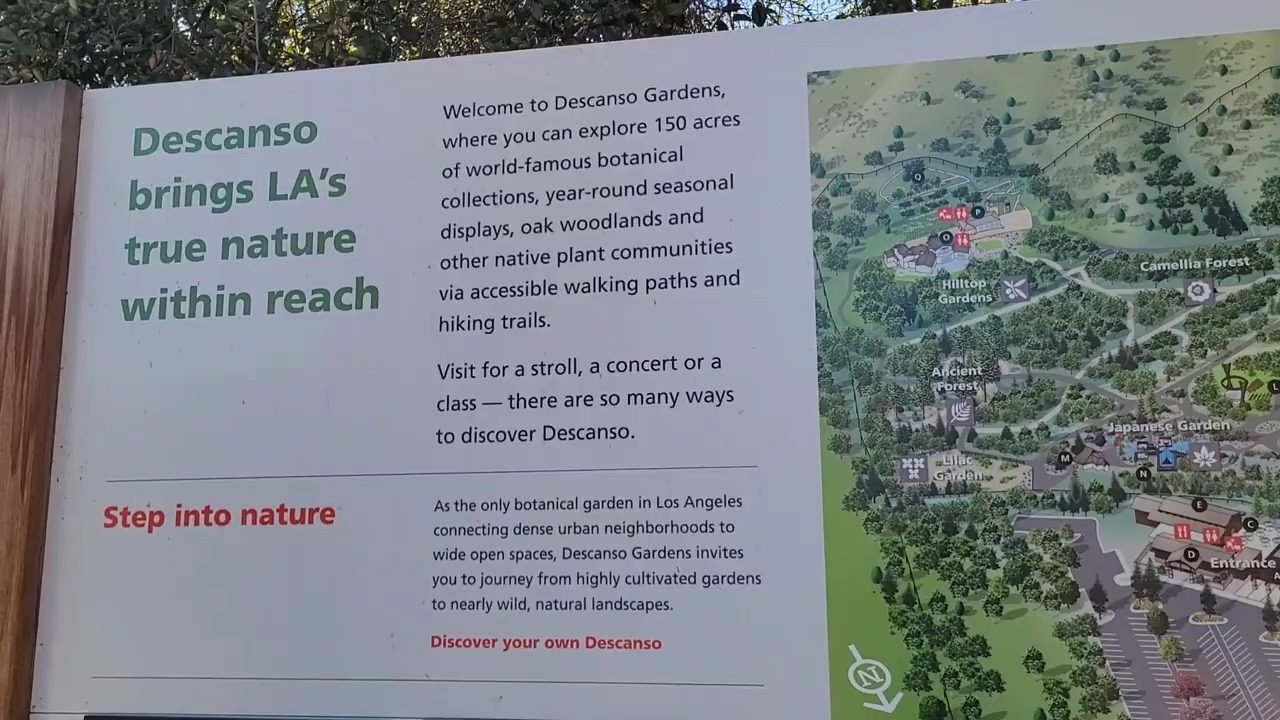 Descanso
brings LA's
true nature
within reach
Welcome to Descanso Gardens,
where you can explore 150 acres
of world-famous botanical
collections, year-round seasonal
displays, oak woodlands and
other native plant communities
via accessible walking paths and
hiking trails.
Visit for a stroll, a concert or a
class — there are so many ways
to discover Descanso.
Step into nature
As the only botanical garden in Los Angeles
connecting dense urban neighborhoods to
wide open spaces, Descanso Gardens invites
you to journey from highly cultivated gardens
to nearly wild, natural landscapes.
Discover your own Descanso
Q
P
O
Hilltop
Gardens
Camellia Forest
Ancient
Forest
Japanese Garden
Lilac
Garden
M
N
E
C
D
Entrance
N